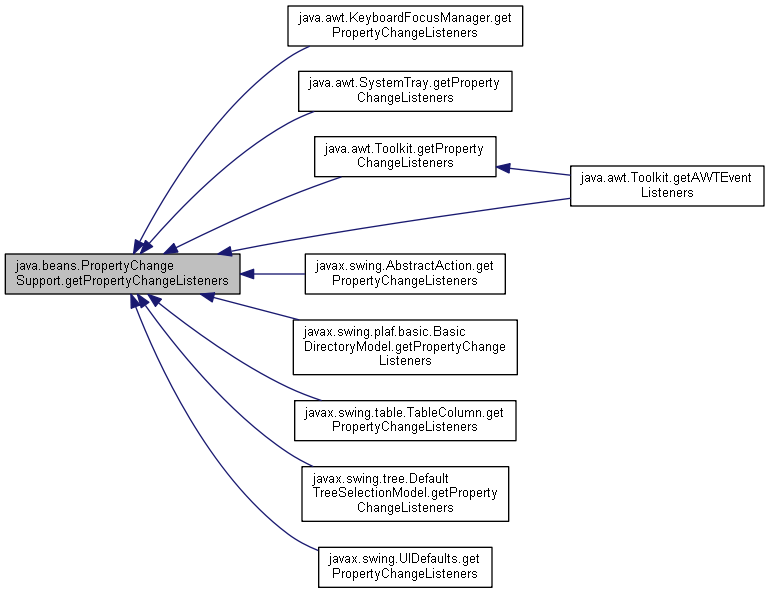 java.awt.KeyboardFocusManager.get
PropertyChangeListeners
java.awt.SystemTray.getProperty
ChangeListeners
java.awt.Toolkit.getProperty
ChangeListeners
java.awt.Toolkit.getAWTEvent
Listeners
java.beans.PropertyChange
Support.getPropertyChangeListeners
javax.swing.AbstractAction.get
PropertyChangeListeners
javax.swing.plaf.basic.Basic
DirectoryModel.getPropertyChange
Listeners
javax.swing.table.TableColumn.get
PropertyChangeListeners
javax.swing.tree.Default
TreeSelectionModel.getProperty
ChangeListeners
javax.swing.UIDefaults.get
PropertyChangeListeners